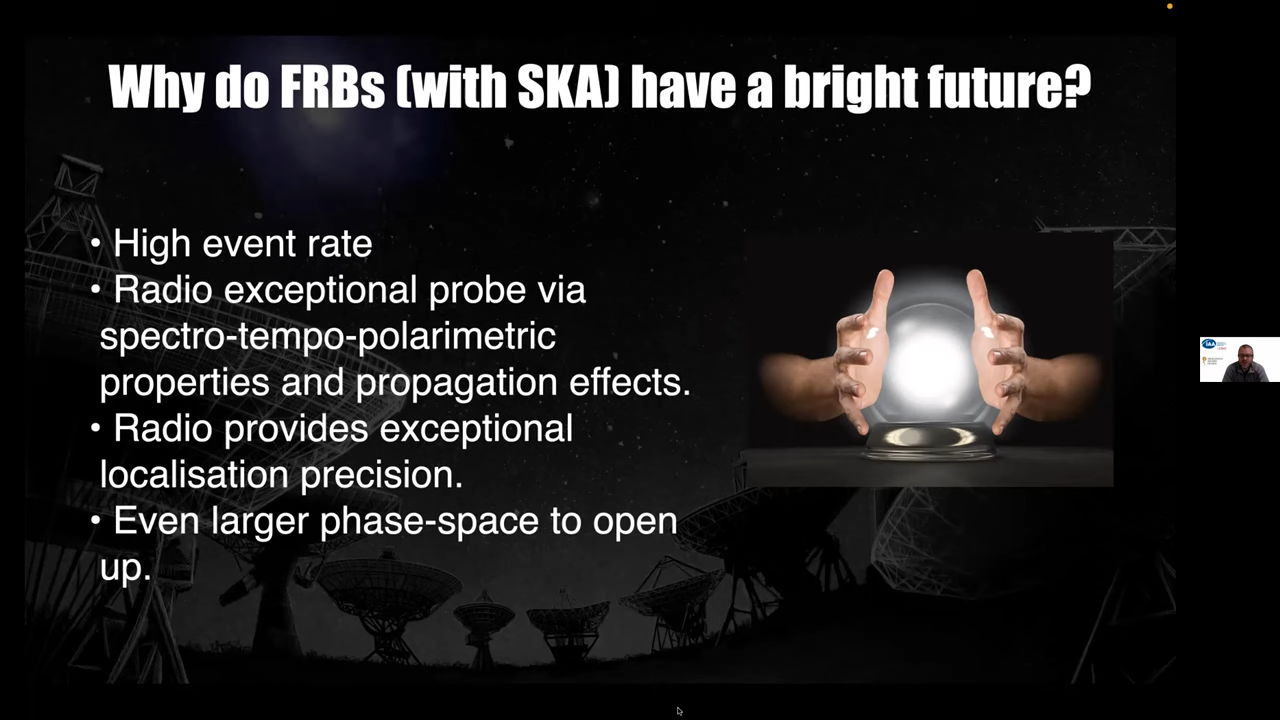 Why do FRBs (with SKA) have a bright future?
• High event rate
• Radio exceptional probe via
spectro-tempo-polarimetric
properties and propagation effects.
• Radio provides exceptional
localisation precision.
• Even larger phase-space to open
up.
IAA